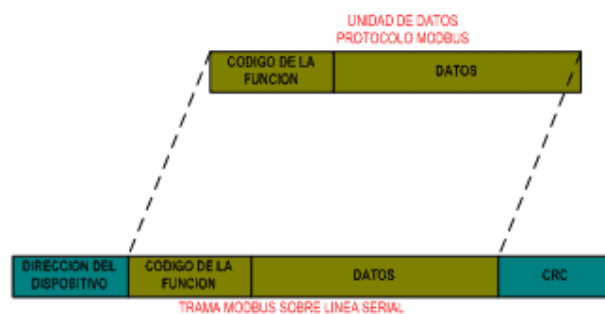 UNIDAD DE DATOS
PROTOCOLO MODBUS
CODIGO DE LA
FUNCION
DATOS
DIRECCION DEL
DISPOSITIVO
CODIGO DE LA
FUNCION
DATOS
CRC
TRAMA MODBUS SOBRE LINEA SERIAL